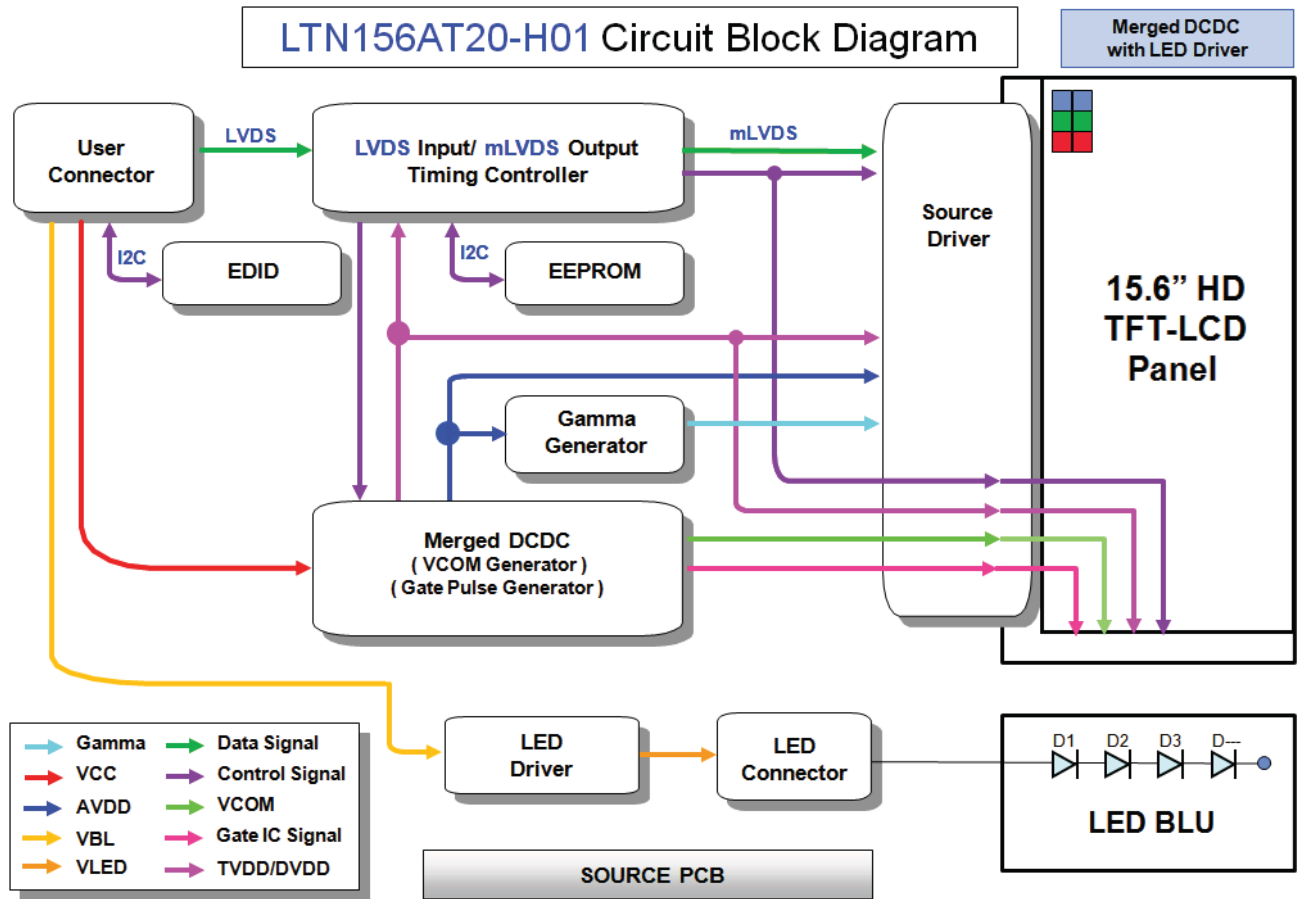 LTN156AT20-H01 Circuit Block Diagram
Merged DCDC
with LED Driver
User
Connector
LVDS
LVDS Input/ mLVDS Output
Timing Controller
mLVDS
Source
Driver
I2C
EDID
I2C
EEPROM
15.6” HD
TFT-LCD
Panel
Gamma
Generator
Merged DCDC
( VCOM Generator )
( Gate Pulse Generator )
LED
Driver
LED
Connector
D1
D2
D3
D---
LED BLU
Gamma
VCC
AVDD
VBL
VLED
Data Signal
Control Signal
VCOM
Gate IC Signal
TVDD/DVDD
SOURCE PCB